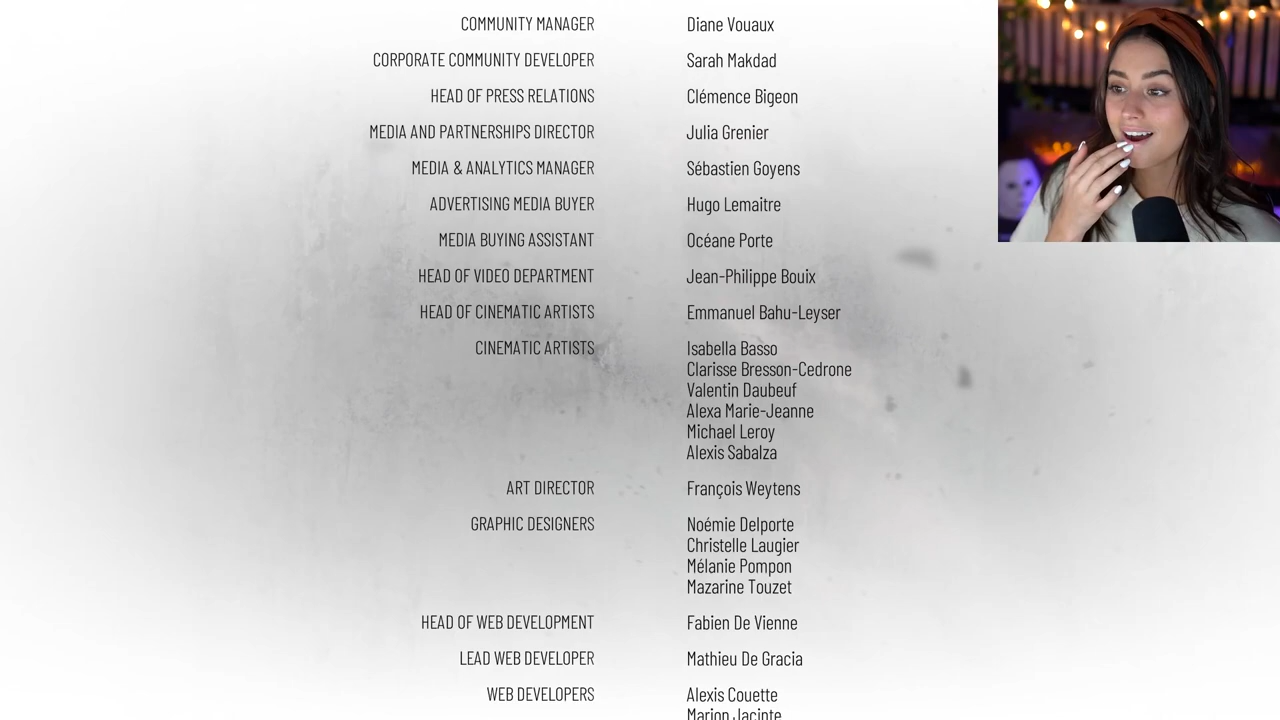 COMMUNITY MANAGER Diane Vouaux
CORPORATE COMMUNITY DEVELOPER Sarah Makdad
HEAD OF PRESS RELATIONS Clémence Bigeon
MEDIA AND PARTNERSHIPS DIRECTOR Julia Grenier
MEDIA & ANALYTICS MANAGER Sébastien Goyens
ADVERTISING MEDIA BUYER Hugo Lemaitre
MEDIA BUYING ASSISTANT Océane Porte
HEAD OF VIDEO DEPARTMENT Jean-Philippe Bouix
HEAD OF CINEMATIC ARTISTS Emmanuel Bahu-Leyser
CINEMATIC ARTISTS Isabella Basso
Clarisse Bresson-Cedrone
Valentin Daubeuf
Alexa Marie-Jeanne
Michael Leroy
Alexis Sabalza
ART DIRECTOR François Weytens
GRAPHIC DESIGNERS Noémie Delporte
Christelle Laugier
Mélanie Pompon
Mazarine Touzet
HEAD OF WEB DEVELOPMENT Fabien De Vienne
LEAD WEB DEVELOPER Mathieu De Gracia
WEB DEVELOPERS Alexis Couette
Marion Jacinte